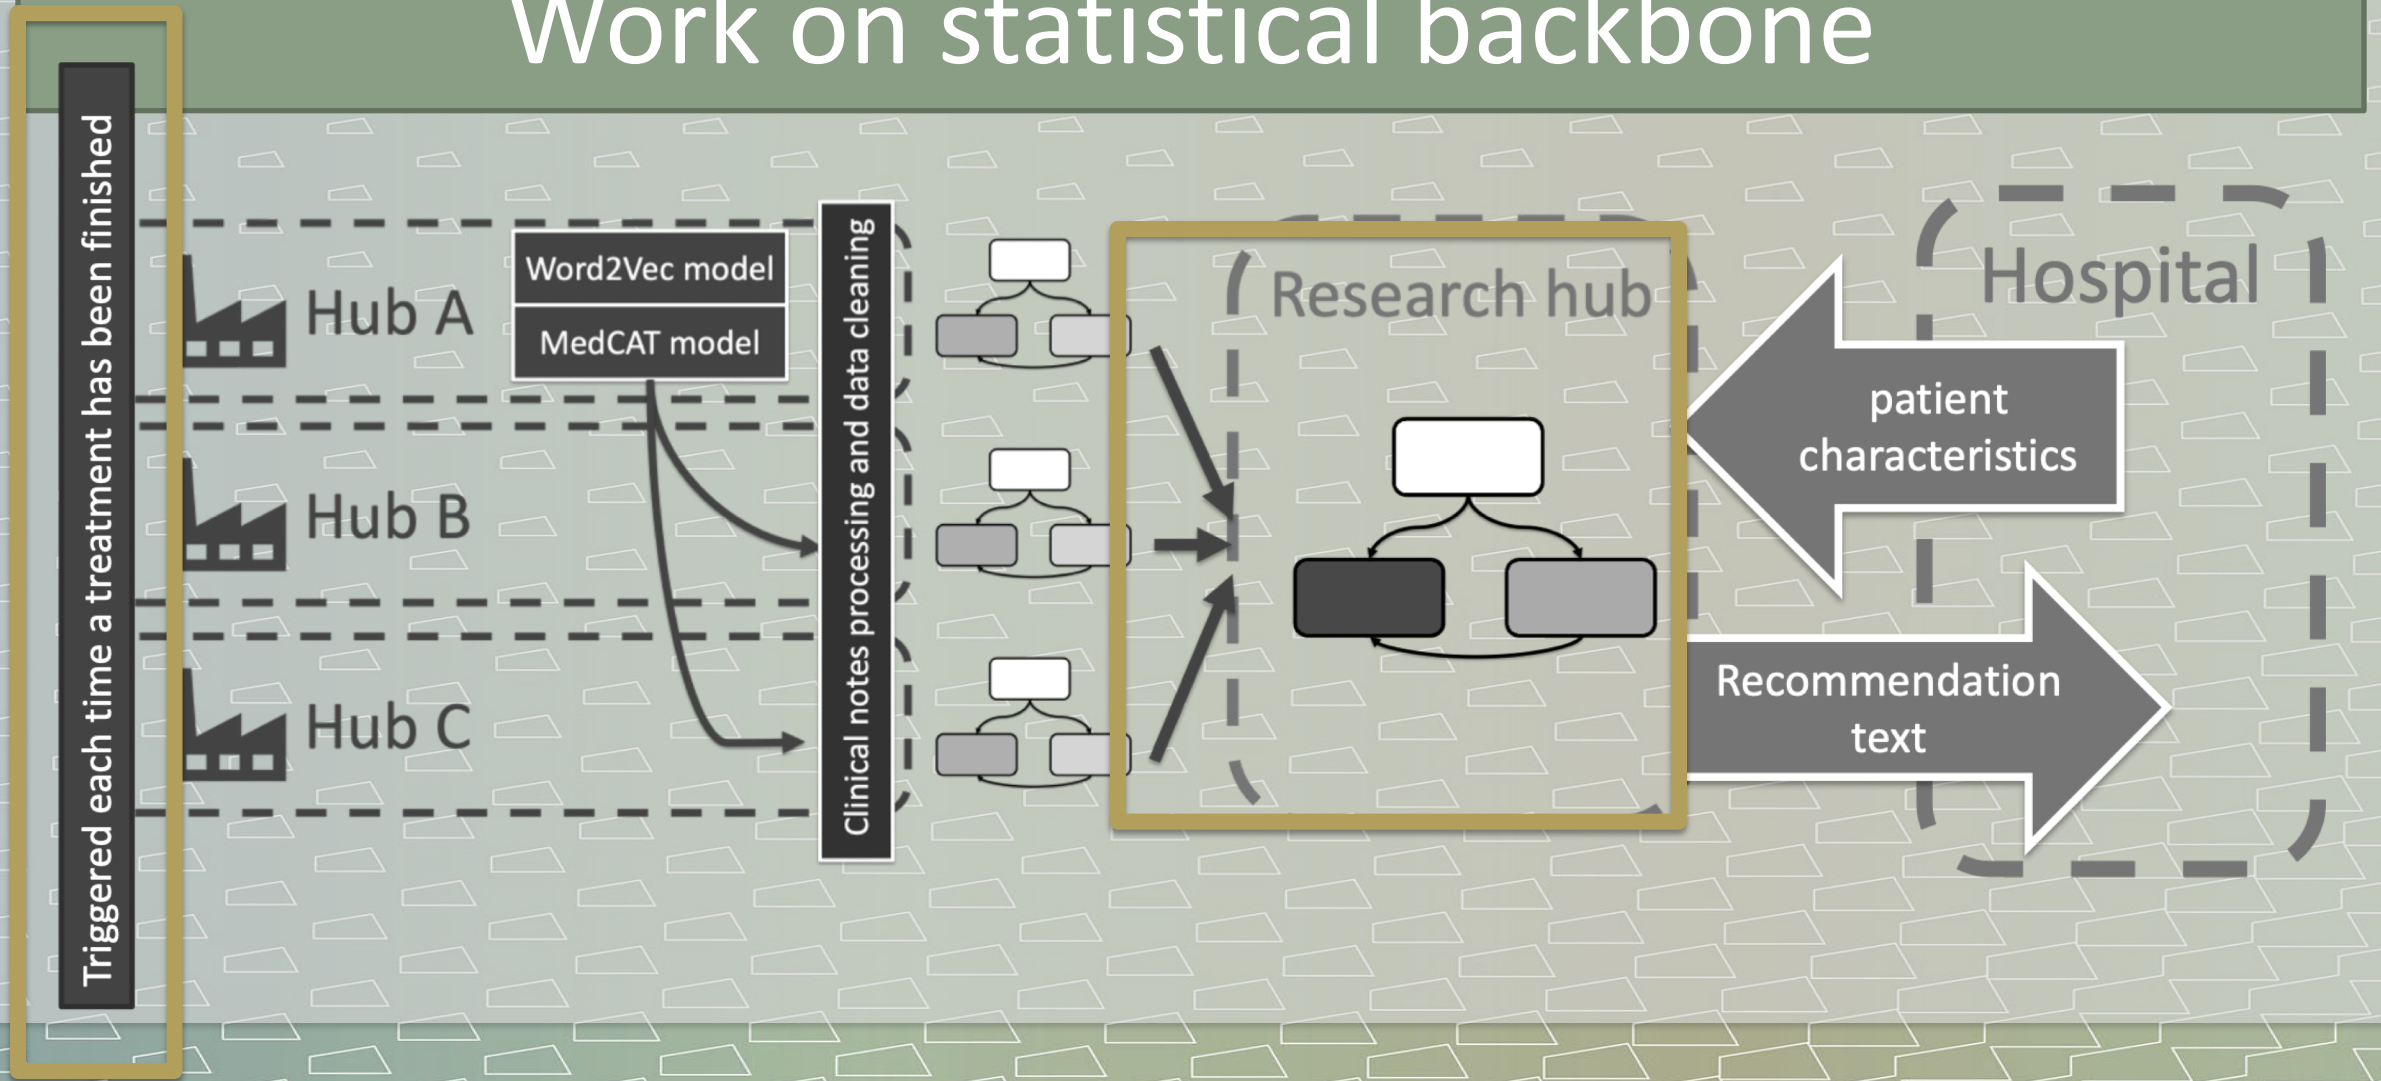 Work on statistical backbone
Triggered each time a treatment has been finished
Hub A
Word2Vec model
MedCAT model
Hub B
Hub C
Clinical notes processing and data cleaning
Research hub
Hospital
patient
characteristics
Recommendation
text